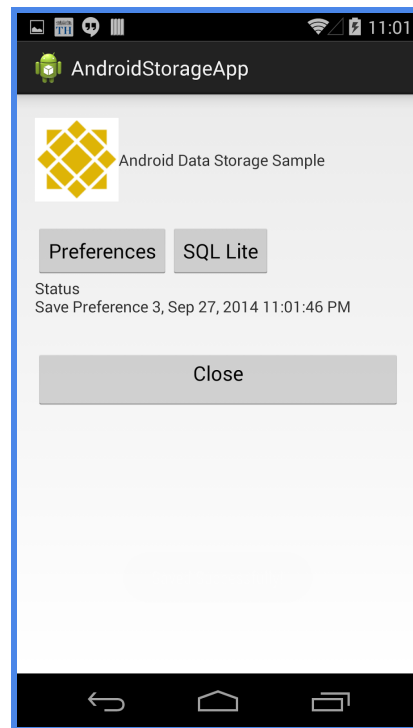 TH
11:01
AndroidStorageApp
Android Data Storage Sample
Preferences SQL Lite
Status
Save Preference 3, Sep 27, 2014 11:01:46 PM
Close